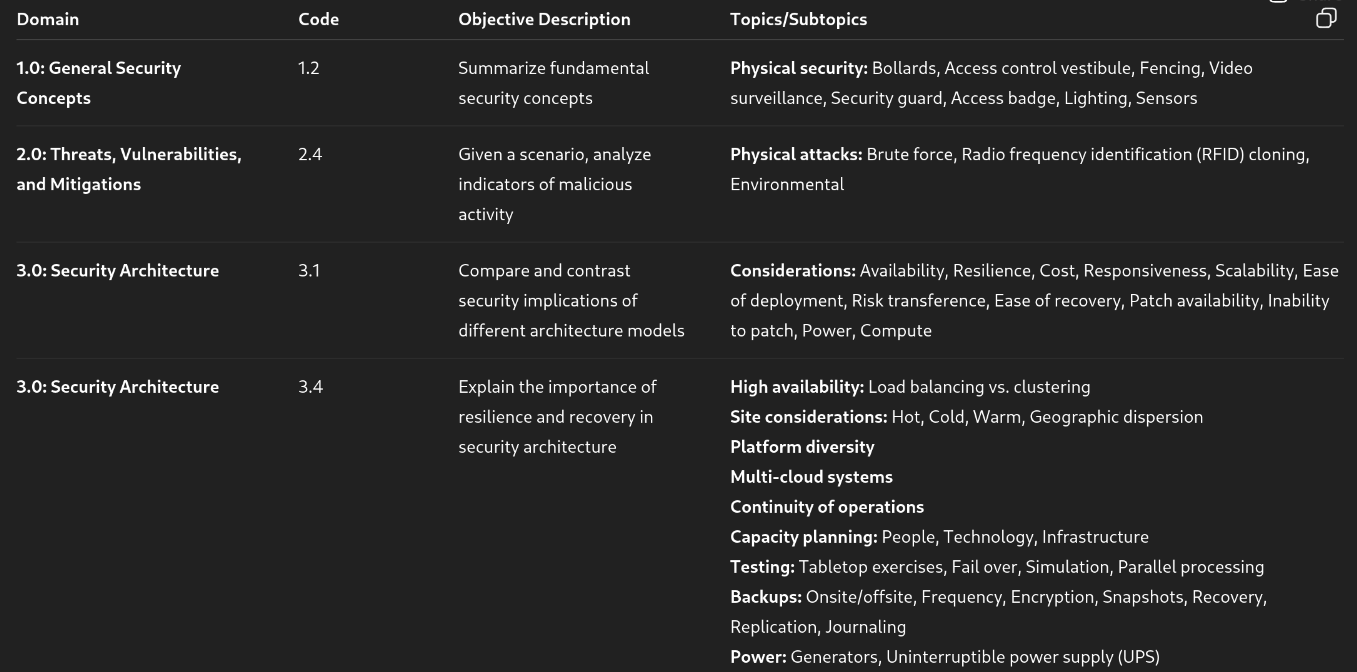 Domain Code Objective Description Topics/Subtopics
1.0: General Security Concepts 1.2 Summarize fundamental security concepts Physical security: Bollards, Access control vestibule, Fencing, Video
surveillance, Security guard, Access badge, Lighting, Sensors
2.0: Threats, Vulnerabilities, and Mitigations 2.4 Given a scenario, analyze indicators of malicious activity Physical attacks: Brute force, Radio frequency identification (RFID) cloning,
Environmental
3.0: Security Architecture 3.1 Compare and contrast security implications of different architecture models Considerations: Availability, Resilience, Cost, Responsiveness, Scalability, Ease
of deployment, Risk transference, Ease of recovery, Patch availability, Inability
to patch, Power, Compute
3.0: Security Architecture 3.4 Explain the importance of resilience and recovery in security architecture High availability: Load balancing vs. clustering
Site considerations: Hot, Cold, Warm, Geographic dispersion
Platform diversity
Multi-cloud systems
Continuity of operations
Capacity planning: People, Technology, Infrastructure
Testing: Tabletop exercises, Fail over, Simulation, Parallel processing
Backups: Onsite/offsite, Frequency, Encryption, Snapshots, Recovery,
Replication, Journaling
Power: Generators, Uninterruptible power supply (UPS)